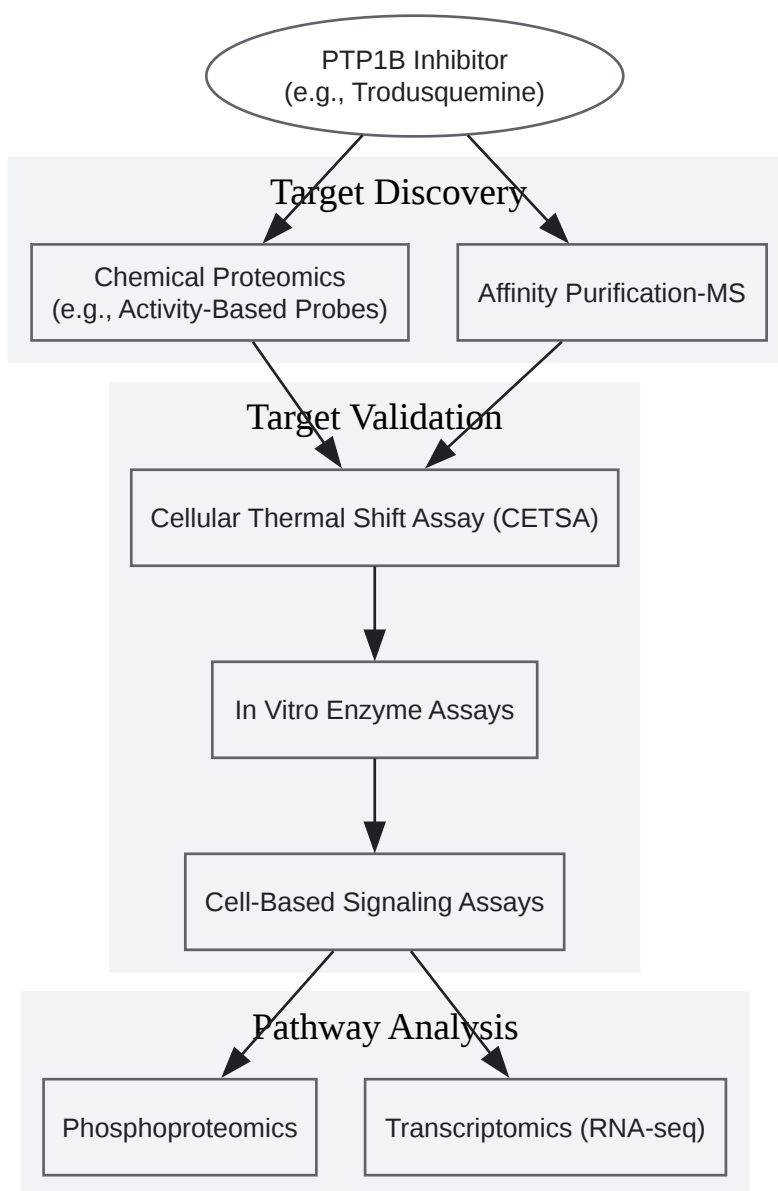 PTP1B Inhibitor
(e.g., Trodusquemine)
Target Discovery
Chemical Proteomics
(e.g., Activity-Based Probes)
Affinity Purification-MS
Target Validation
Cellular Thermal Shift Assay (CETSA)
In Vitro Enzyme Assays
Cell-Based Signaling Assays
Pathway Analysis
Phosphoproteomics
Transcriptomics (RNA-seq)